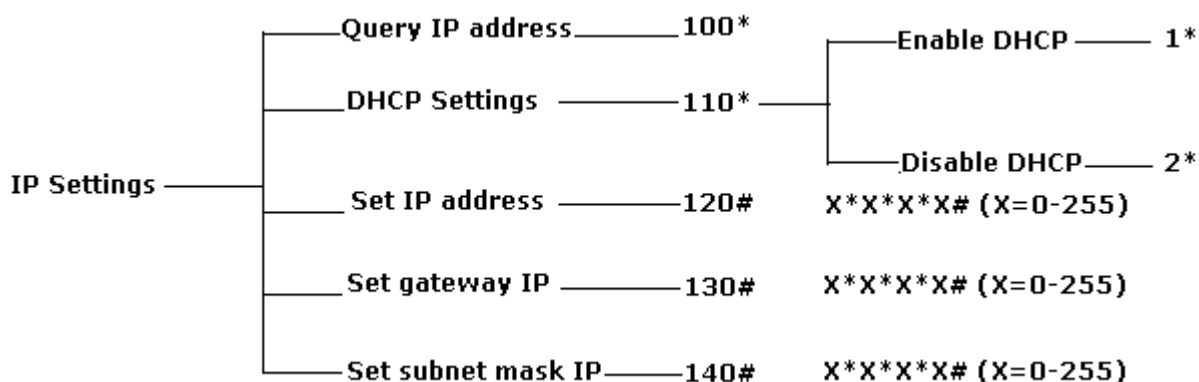 Query IP address 100*
Enable DHCP 1*
DHCP Settings 110*
Disable DHCP 2*
IP Settings
Set IP address 120# X*X*X*X# (X=0-255)
Set gateway IP 130# X*X*X*X# (X=0-255)
Set subnet mask IP 140# X*X*X*X# (X=0-255)